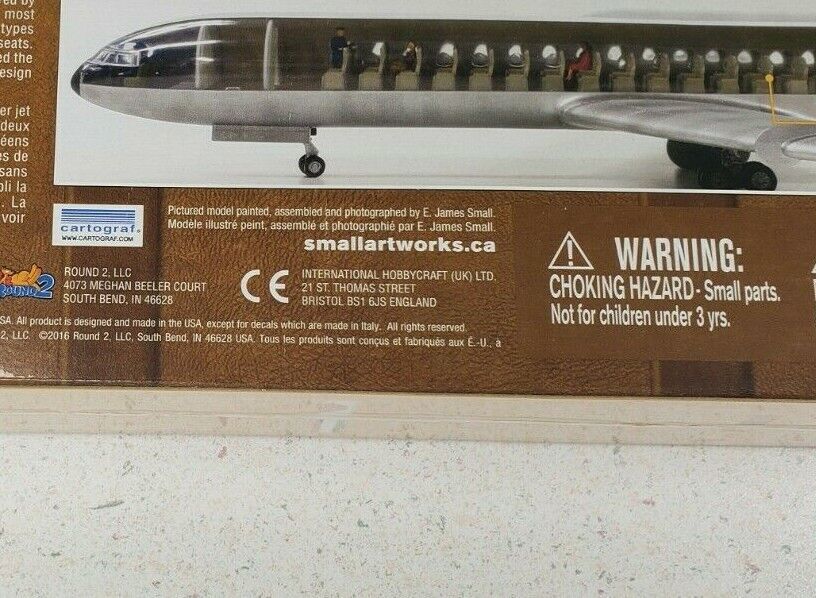 most
types
seats.
ed the
design
er jet
deux
éens
es de
sans
pli la
. La
voir
cartograf
WWW.CARTOGRAF.COM
Pictured model painted, assembled and photographed by E. James Small.
Modèle illustré peint, assemblé et photographié par E. James Small.
smallartworks.ca
ROUND2
ROUND 2, LLC
4073 MEGHAN BEELER COURT
SOUTH BEND, IN 46628
CE
INTERNATIONAL HOBBYCRAFT (UK) LTD.
21 ST. THOMAS STREET
BRISTOL BS1 6JS ENGLAND
WARNING:
CHOKING HAZARD - Small parts.
Not for children under 3 yrs.
SA. All product is designed and made in the USA, except for decals which are made in Italy. All rights reserved.
2, LLC. ©2016 Round 2, LLC, South Bend, IN 46628 USA. Tous les produits sont conçus et fabriqués aux É.-U., à